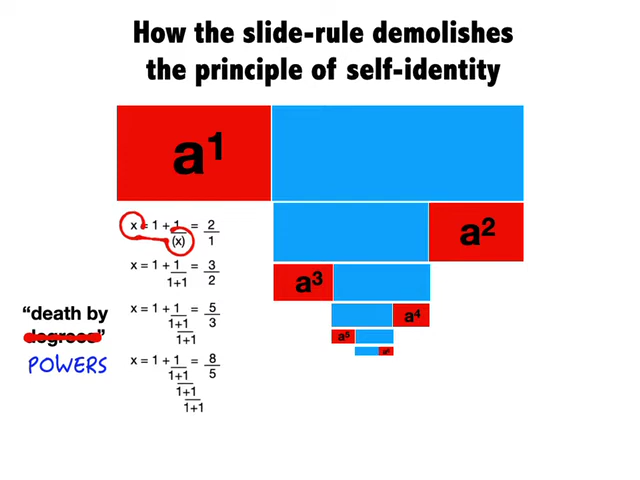 How the slide-rule demolishes
the principle of self-identity
a¹
a²
x = 1 + 1 = 2
(x) 1
a³
x = 1 + 1 = 3
1+1 2
"death by
degrees"
POWERS
x = 1 + 1 = 5
1+1 3
1+1
a⁴
a⁵
x = 1 + 1 = 8
1+1 5
1+1
1+1